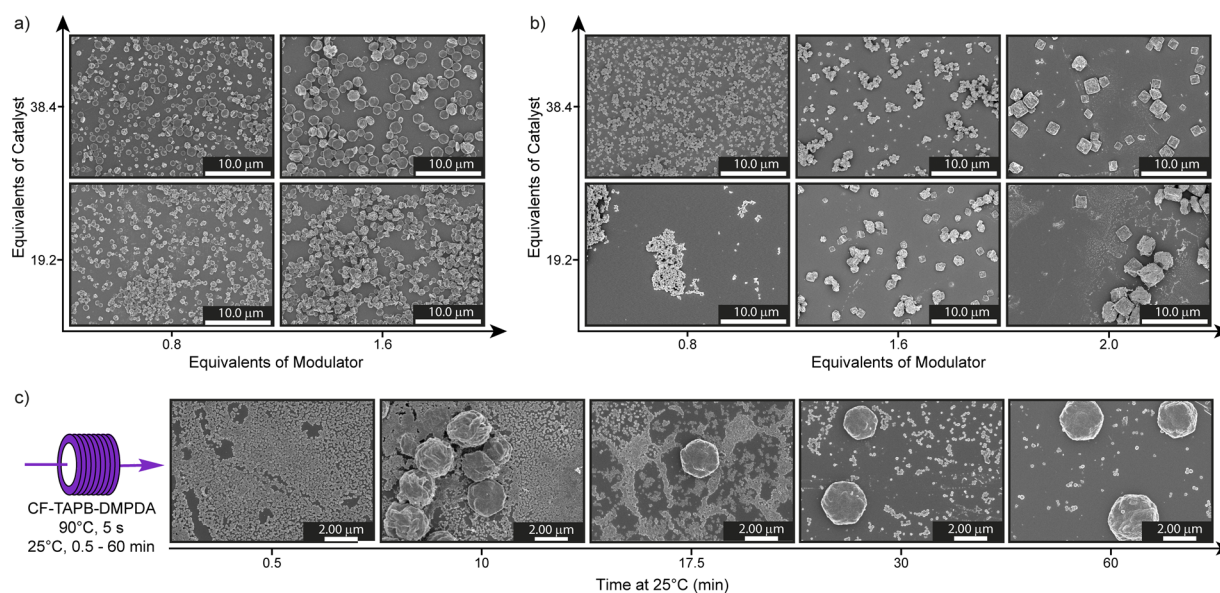 a)
Equivalents of Catalyst
38.4
19.2
10.0 μm
10.0 μm
10.0 μm
10.0 μm
0.8
1.6
Equivalents of Modulator
b)
Equivalents of Catalyst
38.4
19.2
10.0 μm
10.0 μm
10.0 μm
10.0 μm
10.0 μm
10.0 μm
0.8
1.6
2.0
Equivalents of Modulator
c)
CF-TAPB-DMPDA
90°C, 5 s
25°C, 0.5 - 60 min
2.00 μm
2.00 μm
2.00 μm
2.00 μm
2.00 μm
0.5
10
17.5
30
60
Time at 25°C (min)